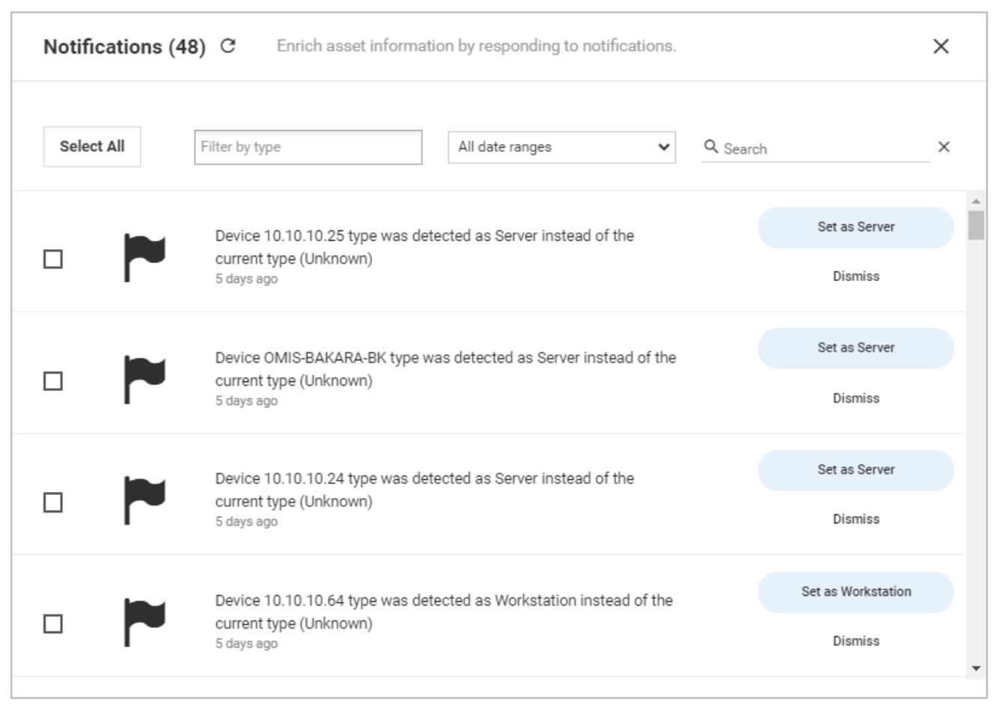 Notifications (48)
Enrich asset information by responding to notifications.
Select All
Filter by type
All date ranges
Search
Device 10.10.10.25 type was detected as Server instead of the
current type (Unknown)
5 days ago
Set as Server
Dismiss
Device OMIS-BAKARA-BK type was detected as Server instead of the
current type (Unknown)
5 days ago
Set as Server
Dismiss
Device 10.10.10.24 type was detected as Server instead of the
current type (Unknown)
5 days ago
Set as Server
Dismiss
Device 10.10.10.64 type was detected as Workstation instead of the
current type (Unknown)
5 days ago
Set as Workstation
Dismiss